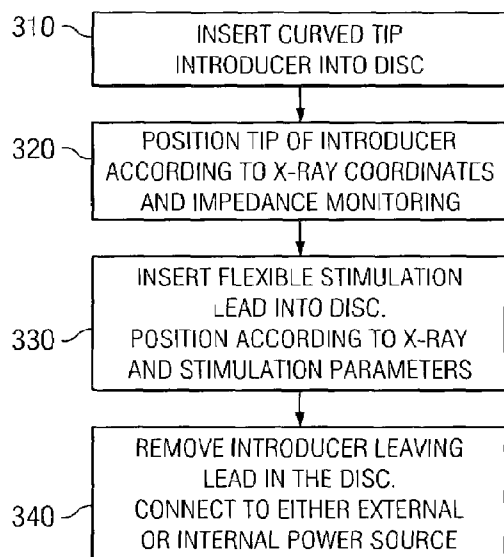 310
INSERT CURVED TIP
INTRODUCER INTO DISC
320
POSITION TIP OF INTRODUCER
ACCORDING TO X-RAY COORDINATES
AND IMPEDANCE MONITORING
330
INSERT FLEXIBLE STIMULATION
LEAD INTO DISC.
POSITION ACCORDING TO X-RAY
AND STIMULATION PARAMETERS
340
REMOVE INTRODUCER LEAVING
LEAD IN THE DISC.
CONNECT TO EITHER EXTERNAL
OR INTERNAL POWER SOURCE